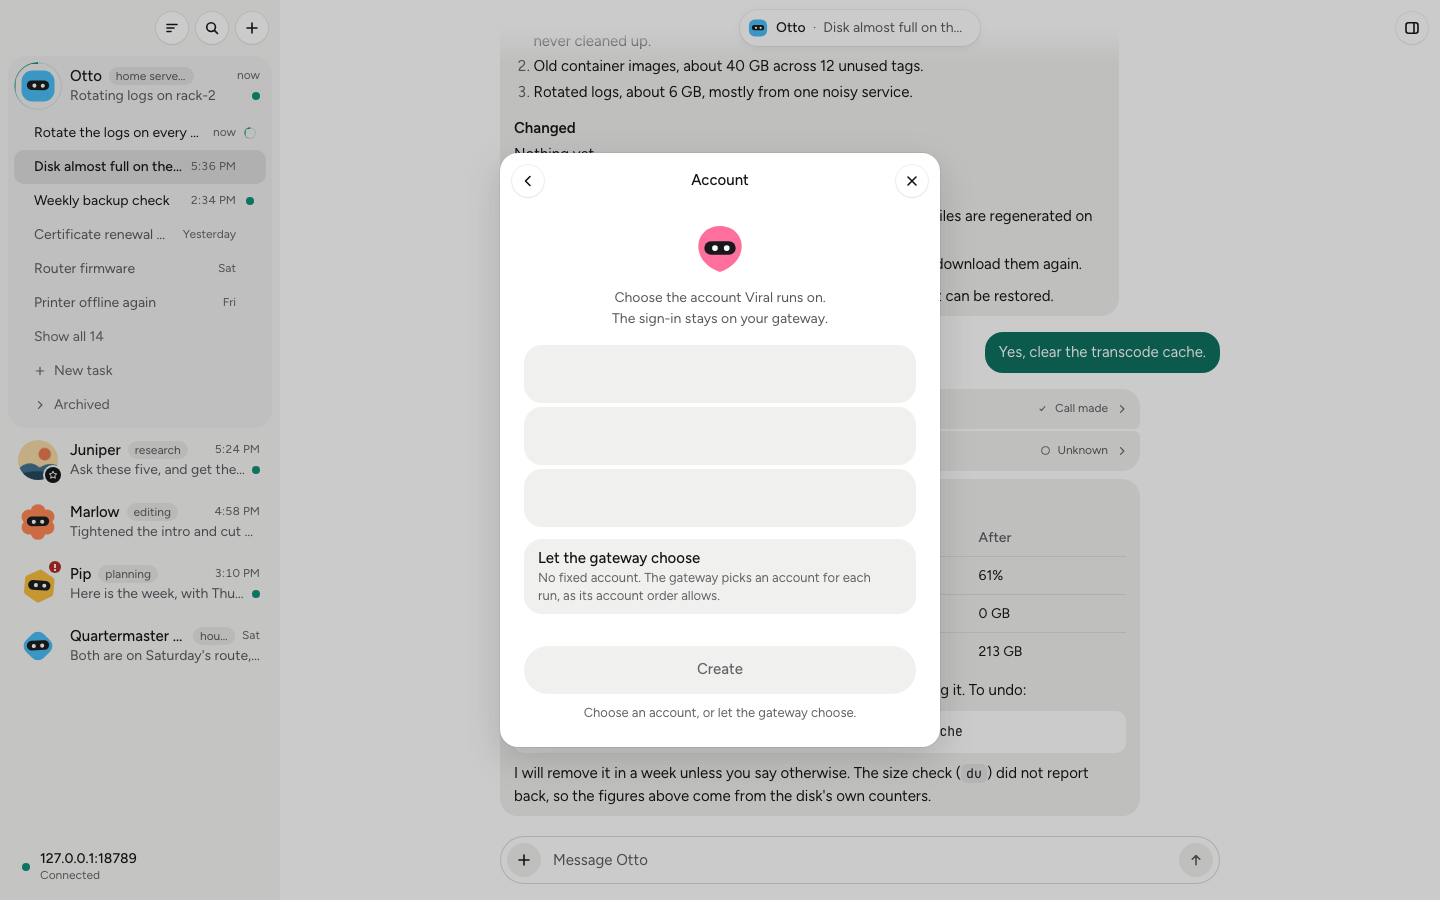 Otto · Disk almost full on th...
Otto home serve... now
Rotating logs on rack-2
Rotate the logs on every ... now
Disk almost full on the... 5:36 PM
Weekly backup check 2:34 PM
Certificate renewal ... Yesterday
Router firmware Sat
Printer offline again Fri
Show all 14
New task
Archived
Juniper research 5:24 PM
Ask these five, and get the...
Marlow editing 4:58 PM
Tightened the intro and cut ...
Pip planning 3:10 PM
Here is the week, with Thu...
Quartermaster ... hou... Sat
Both are on Saturday's route,...
127.0.0.1:18789
Connected
never cleaned up.
2. Old container images, about 40 GB across 12 unused tags.
3. Rotated logs, about 6 GB, mostly from one noisy service.
Changed
Nothing yet
iles are regenerated on
download them again.
can be restored.
Yes, clear the transcode cache.
Call made
Unknown
After
61%
0 GB
213 GB
g it. To undo:
che
I will remove it in a week unless you say otherwise. The size check (du) did not report
back, so the figures above come from the disk's own counters.
Message Otto
Account
Choose the account Viral runs on.
The sign-in stays on your gateway.
Let the gateway choose
No fixed account. The gateway picks an account for each
run, as its account order allows.
Create
Choose an account, or let the gateway choose.